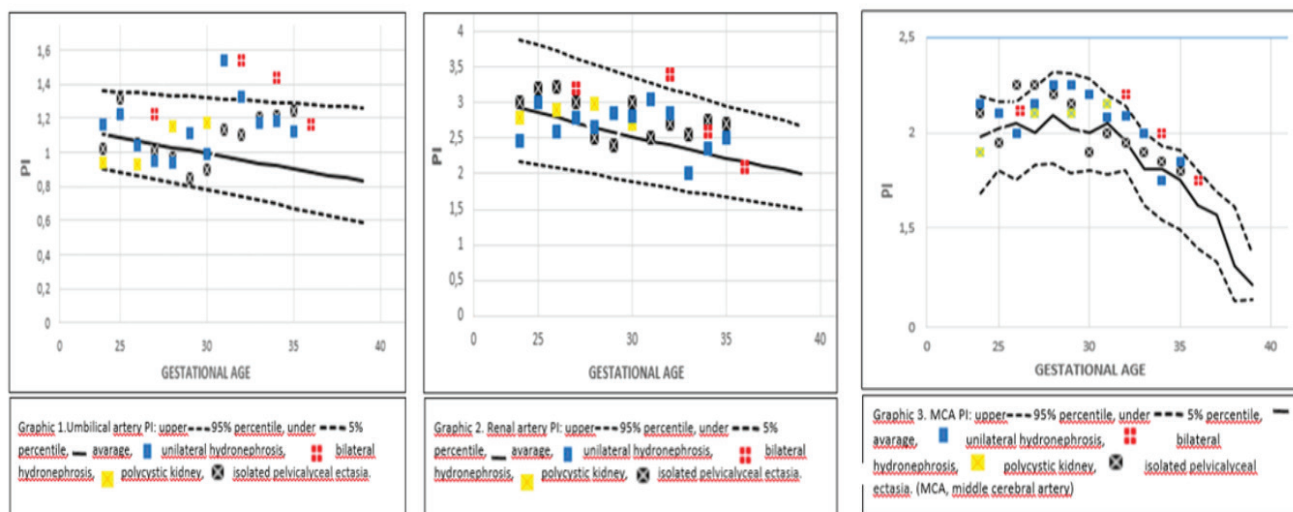 PI
1,6
1,4
1,2
1
0,8
0,6
0,4
0,2
0
0 25 30 35 40
GESTATIONAL AGE
Graphic 1.Umbilical artery PI: upper 95% percentile, under 5%
percentile, avarage, unilateral hydronephrosis, bilateral
hydronephrosis, polycystic kidney, isolated pelvicalyceal ectasia.
PI
4
3,5
3
2,5
2
1,5
1
0,5
0
0 25 30 35 40
GESTATIONAL AGE
Graphic 2. Renal artery PI: upper 95% percentile, under 5%
percentile, avarage, unilateral hydronephrosis, bilateral
hydronephrosis, polycystic kidney, isolated pelvicalyceal ectasia.
PI
2,5
2
1,5
0
0 25 30 35 40
GESTATIONAL AGE
Graphic 3. MCA PI: upper 95% percentile, under 5% percentile,
avarage, unilateral hydronephrosis, bilateral
hydronephrosis, polycystic kidney, isolated pelvicalyceal
ectasia. (MCA, middle cerebral artery)